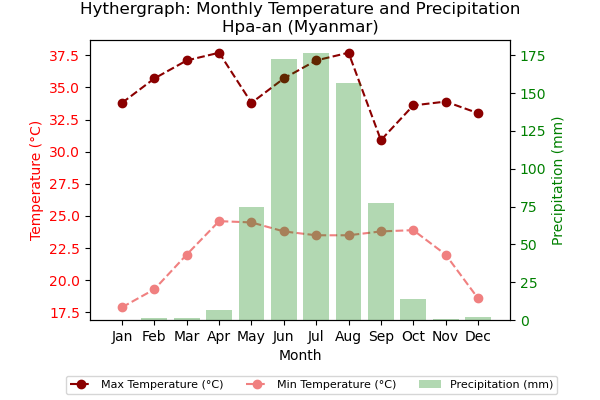 Hythergraph: Monthly Temperature and Precipitation
Hpa-an (Myanmar)
Temperature (°C)
37.5
35.0
32.5
30.0
27.5
25.0
22.5
20.0
17.5
175
150
125
100
75
50
25
0
Precipitation (mm)
Jan Feb Mar Apr May Jun Jul Aug Sep Oct Nov Dec
Month
Max Temperature (°C) Min Temperature (°C) Precipitation (mm)